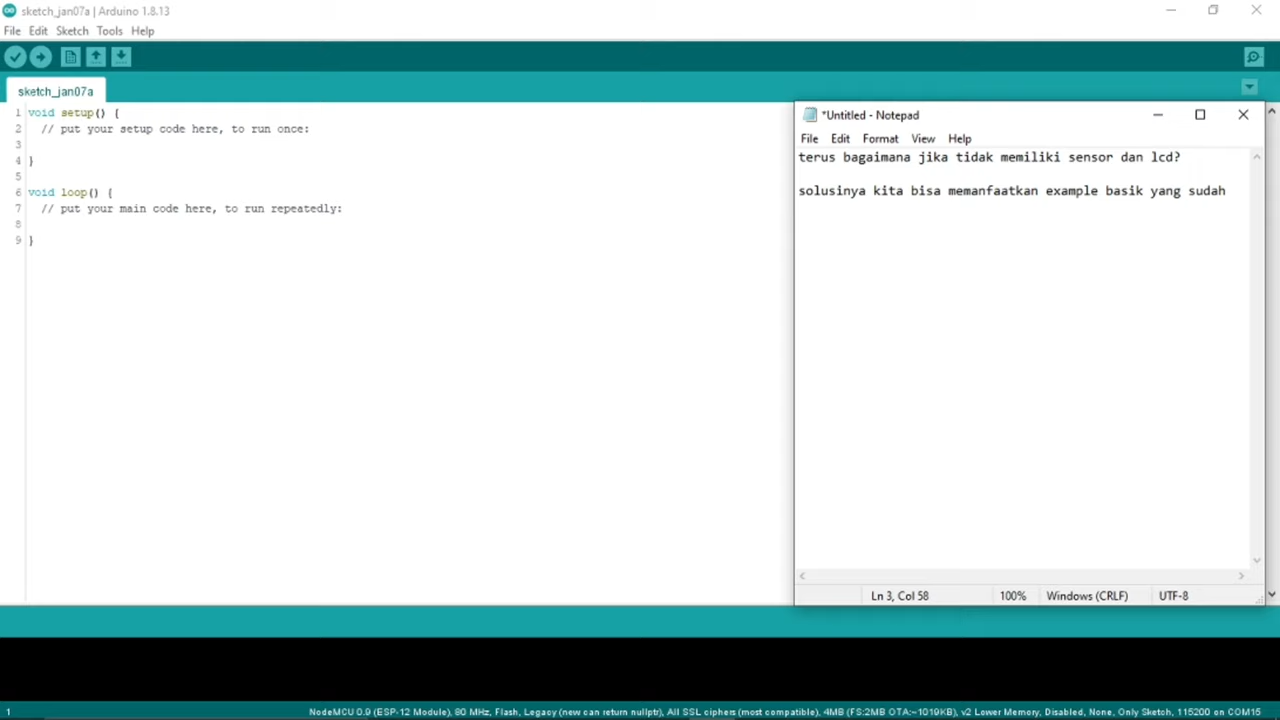 sketch_jan07a | Arduino 1.8.13
File Edit Sketch Tools Help
sketch_jan07a
1 void setup() {
2 // put your setup code here, to run once:
3
4 }
5
6 void loop() {
7 // put your main code here, to run repeatedly:
8
9 }
*Untitled - Notepad
File Edit Format View Help
terus bagaimana jika tidak memiliki sensor dan lcd?
solusinya kita bisa memanfaatkan example basik yang sudah
Ln 3, Col 58 100% Windows (CRLF) UTF-8
1 NodeMCU 0.9 (ESP-12 Module), 80 MHz, Flash, Legacy (new can return nullptr), All SSL ciphers (most compatible), 4MB (FS:2MB OTA:~1019KB), v2 Lower Memory, Disabled, None, Only Sketch, 115200 on COM15